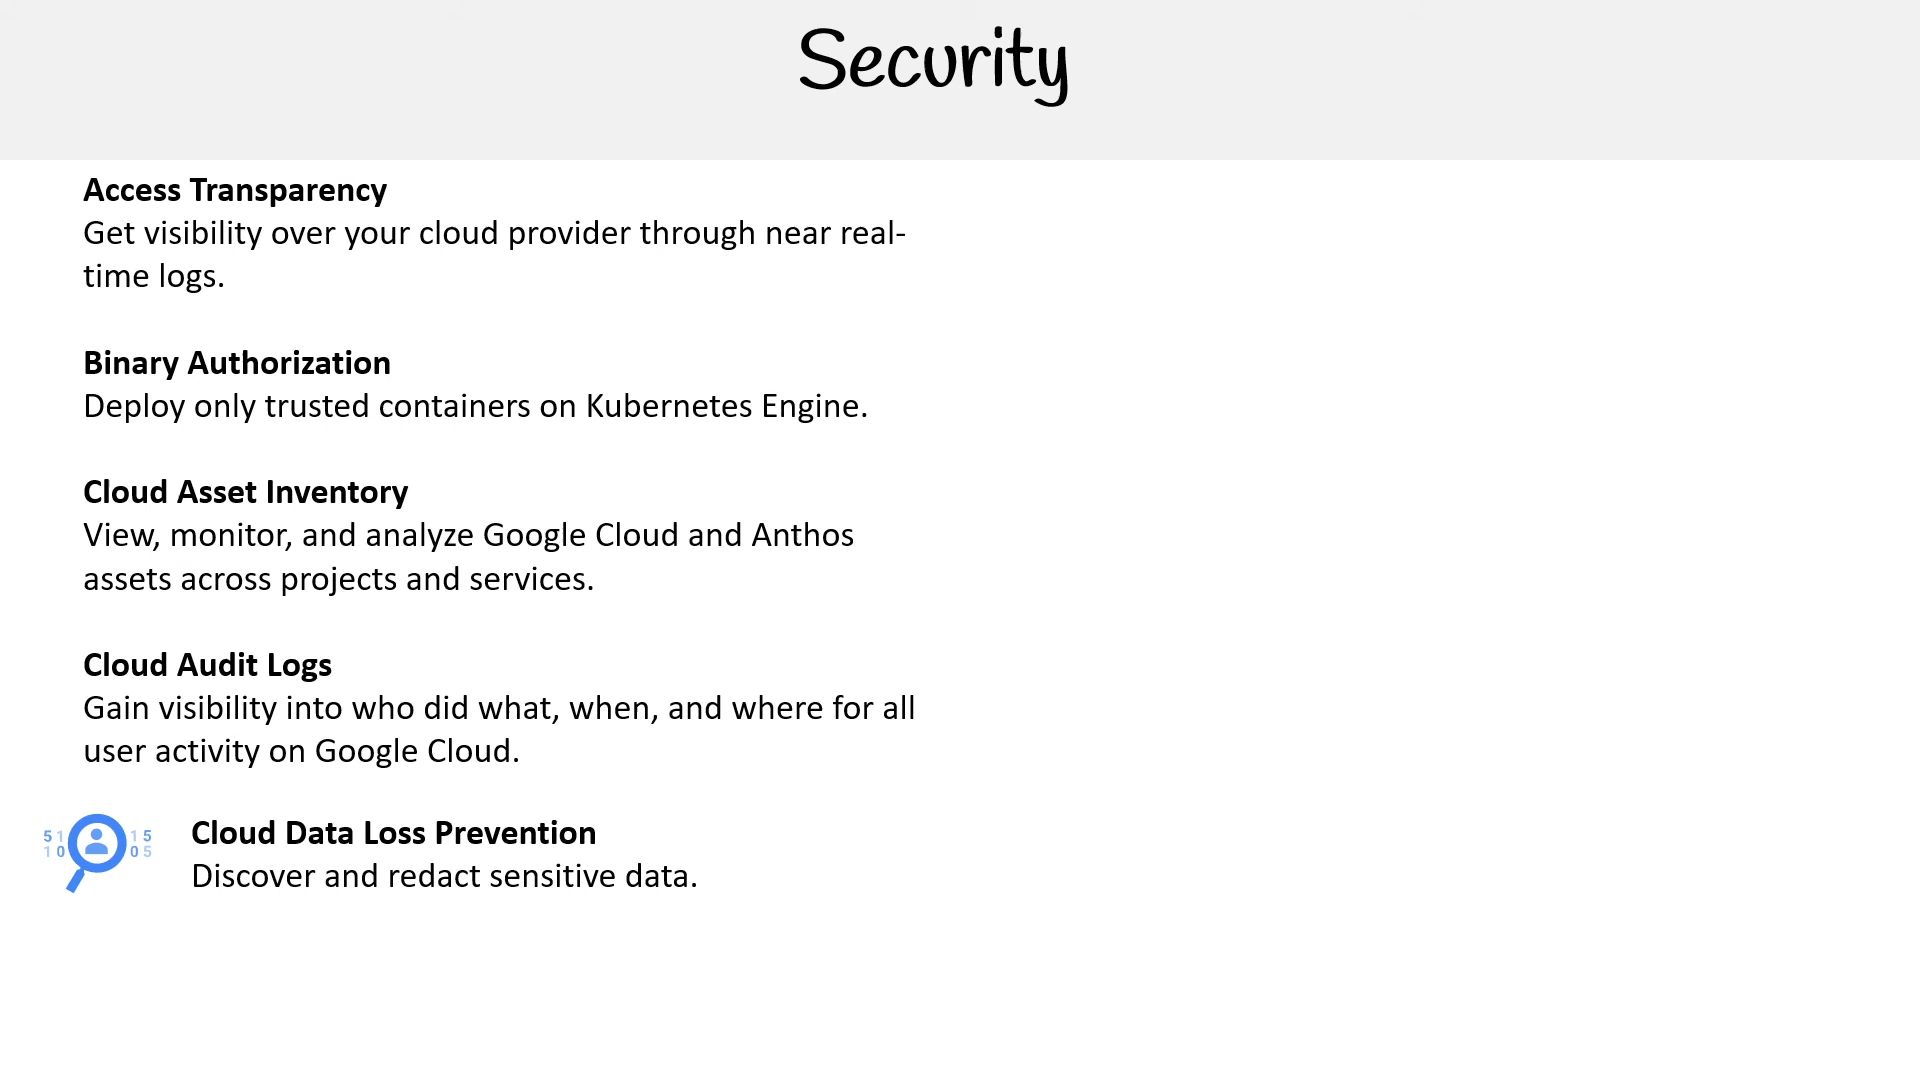 Security
Access Transparency
Get visibility over your cloud provider through near real-
time logs.
Binary Authorization
Deploy only trusted containers on Kubernetes Engine.
Cloud Asset Inventory
View, monitor, and analyze Google Cloud and Anthos
assets across projects and services.
Cloud Audit Logs
Gain visibility into who did what, when, and where for all
user activity on Google Cloud.
51 15
10 05
Cloud Data Loss Prevention
Discover and redact sensitive data.